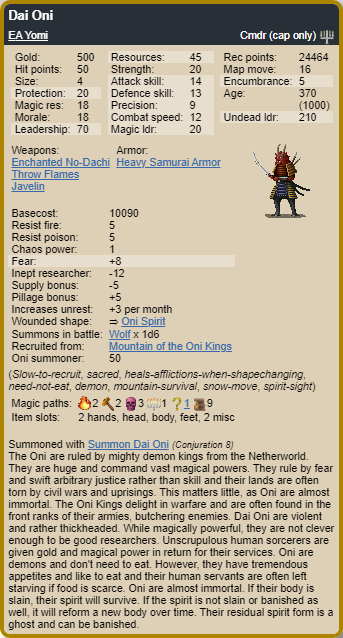 Dai Oni
EA Yomi Cmdr (cap only)
Gold: 500 Resources: 45 Rec points: 24464
Hit points: 50 Strength: 20 Map move: 16
Size: 4 Attack skill: 14 Encumbrance: 5
Protection: 20 Defence skill: 13 Age: 370
Magic res: 18 Precision: 9 (1000)
Morale: 18 Combat speed: 12 Undead ldr: 210
Leadership: 70 Magic ldr: 20
Weapons: Armor:
Enchanted No-Dachi Heavy Samurai Armor
Throw Flames
Javelin
Basecost: 10090
Resist fire: 5
Resist poison: 5
Chaos power: 1
Fear: +8
Inept researcher: -12
Supply bonus: -5
Pillage bonus: +5
Increases unrest: +3 per month
Wounded shape: ⇒ Oni Spirit
Summons in battle: Wolf x 1d6
Recruited from: Mountain of the Oni Kings
Oni summoner: 50
(Slow-to-recruit, sacred, heals-afflictions-when-shapechanging,
need-not-eat, demon, mountain-survival, snow-move, spirit-sight)
Magic paths: 2 2 3 1 ?1 9
Item slots: 2 hands, head, body, feet, 2 misc
Summoned with Summon Dai Oni (Conjuration 8)
The Oni are ruled by mighty demon kings from the Netherworld.
They are huge and command vast magical powers. They rule by fear
and swift arbitrary justice rather than skill and their lands are often
torn by civil wars and uprisings. This matters little, as Oni are almost
immortal. The Oni Kings delight in warfare and are often found in the
front ranks of their armies, butchering enemies. Dai Oni are violent
and rather thickheaded. While magically powerful, they are not clever
enough to be good researchers. Unscrupulous human sorcerers are
given gold and magical power in return for their services. Oni are
demons and don't need to eat. However, they have tremendous
appetites and like to eat and their human servants are often left
starving if food is scarce. Oni are almost immortal. If their body is
slain, their spirit will survive. If the spirit is not slain or banished as
well, it will reform a new body over time. Their residual spirit form is a
ghost and can be banished.